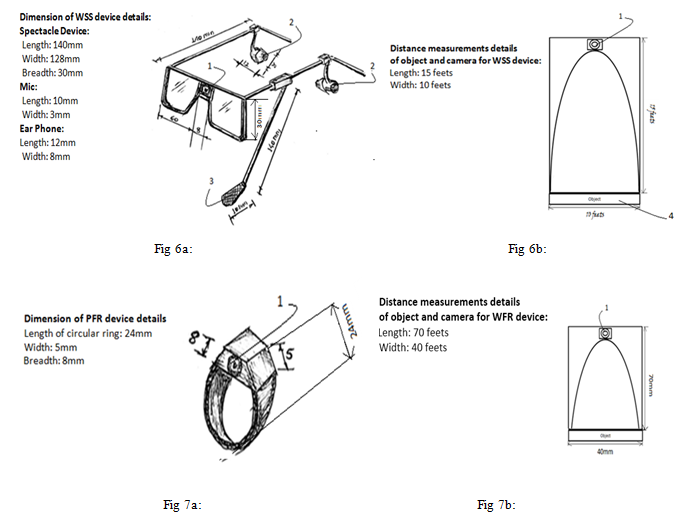 Dimension of WSS device details:
Spectacle Device:
Length: 140mm
Width: 128mm
Breadth: 30mm
Mic:
Length: 10mm
Width: 3mm
Ear Phone:
Length: 12mm
Width: 8mm
140 mm
2
1
12
2
60
8
30mm
140 mm
3
10mm
Fig 6a:
Distance measurements details
of object and camera for WSS device:
Length: 15 feets
Width: 10 feets
1
15 feets
Object
10 feets
4
Fig 6b:
Dimension of PFR device details
Length of circular ring: 24mm
Width: 5mm
Breadth: 8mm
1
24mm
8
5
Fig 7a:
Distance measurements details
of object and camera for WFR device:
Length: 70 feets
Width: 40 feets
1
70mm
Object
40mm
Fig 7b: